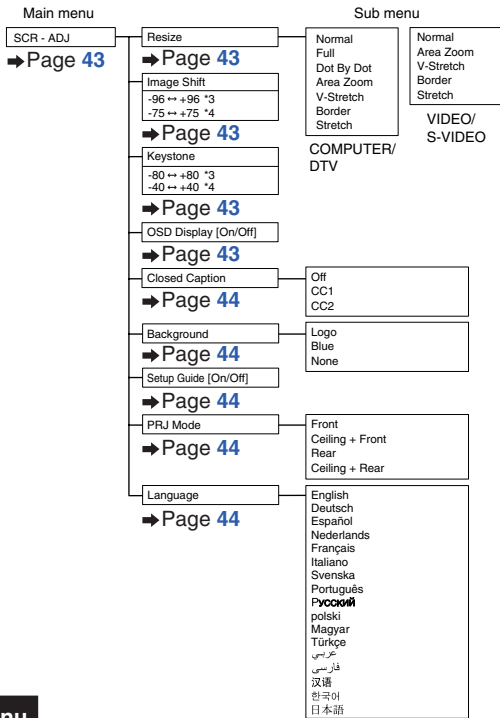 Main menu
Sub menu
SCR - ADJ
➡Page 43
Resize
➡Page 43
Normal
Full
Dot By Dot
Area Zoom
V-Stretch
Border
Stretch
COMPUTER/
DTV
Normal
Area Zoom
V-Stretch
Border
Stretch
VIDEO/
S-VIDEO
Image Shift
-96 ↔ +96 *3
-75 ↔ +75 *4
➡Page 43
Keystone
-80 ↔ +80 *3
-40 ↔ +40 *4
➡Page 43
OSD Display [On/Off]
➡Page 43
Closed Caption
➡Page 44
Off
CC1
CC2
Background
➡Page 44
Logo
Blue
None
Setup Guide [On/Off]
➡Page 44
PRJ Mode
➡Page 44
Front
Ceiling + Front
Rear
Ceiling + Rear
Language
➡Page 44
English
Deutsch
Español
Nederlands
Français
Italiano
Svenska
Português
Русский
polski
Magyar
Türkçe
عربي
فارسی
汉语
한국어
日本語
nu